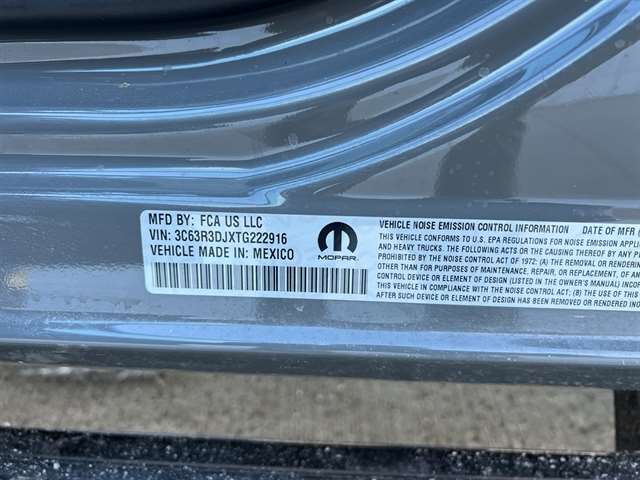 MFD BY: FCA US LLC
VIN: 3C63R3DJXTG222916
VEHICLE MADE IN: MEXICO
MOPAR
VEHICLE NOISE EMISSION CONTROL INFORMATION DATE OF MFR (
CONFORMS TO U.S. EPA REGULATIONS FOR NOISE EMISSION
AND HEAVY TRUCKS. THE FOLLOWING ACTS OR THE CAUSING THEREOF BY ANY
PROHIBITED BY THE NOISE CONTROL ACT OF 1972: (A) THE REMOVAL OR RENDERING
OTHER THAN FOR PURPOSES OF MAINTENANCE, REPAIR, OR REPLACEMENT, OF AN
CONTROL DEVICE OR ELEMENT OF DESIGN (LISTED IN THE OWNER'S MANUAL) INCOR
THIS VEHICLE IN COMPLIANCE WITH THE NOISE CONTROL ACT; (B) THE USE OF THIS
AFTER SUCH DEVICE OR ELEMENT OF DESIGN HAS BEEN REMOVED OR RENDERED INO